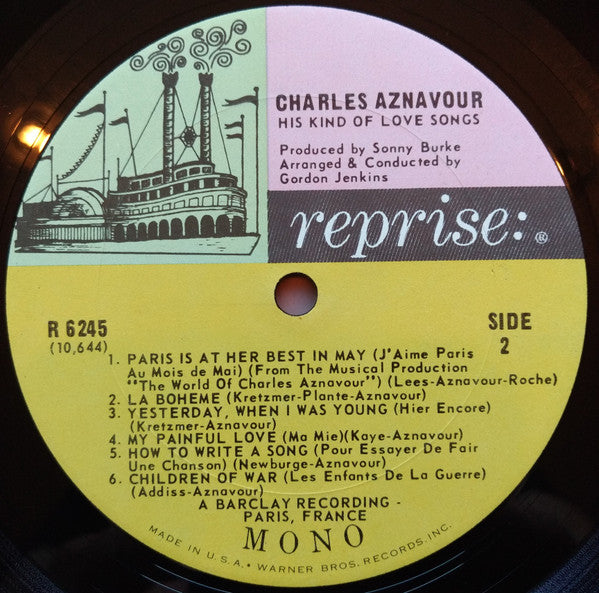 CHARLES AZNAVOUR
HIS KIND OF LOVE SONGS
Produced by Sonny Burke
Arranged & Conducted by
Gordon Jenkins
reprise: ®
R 6245
(10,644)
SIDE
2
1. PARIS IS AT HER BEST IN MAY (J'Aime Paris
Au Mois de Mai) (From The Musical Production
"The World Of Charles Aznavour") (Lees-Aznavour-Roche)
2. LA BOHEME (Kretzmer-Plante-Aznavour)
3. YESTERDAY, WHEN I WAS YOUNG (Hier Encore)
(Kretzmer-Aznavour)
4. MY PAINFUL LOVE (Ma Mie)(Kaye-Aznavour)
5. HOW TO WRITE A SONG (Pour Essayer De Fair
Une Chanson) (Newburge-Aznavour)
6. CHILDREN OF WAR (Les Enfants De La Guerre)
(Addiss-Aznavour)
A BARCLAY RECORDING -
PARIS, FRANCE
MONO
MADE IN U.S.A. • WARNER BROS. RECORDS, INC.